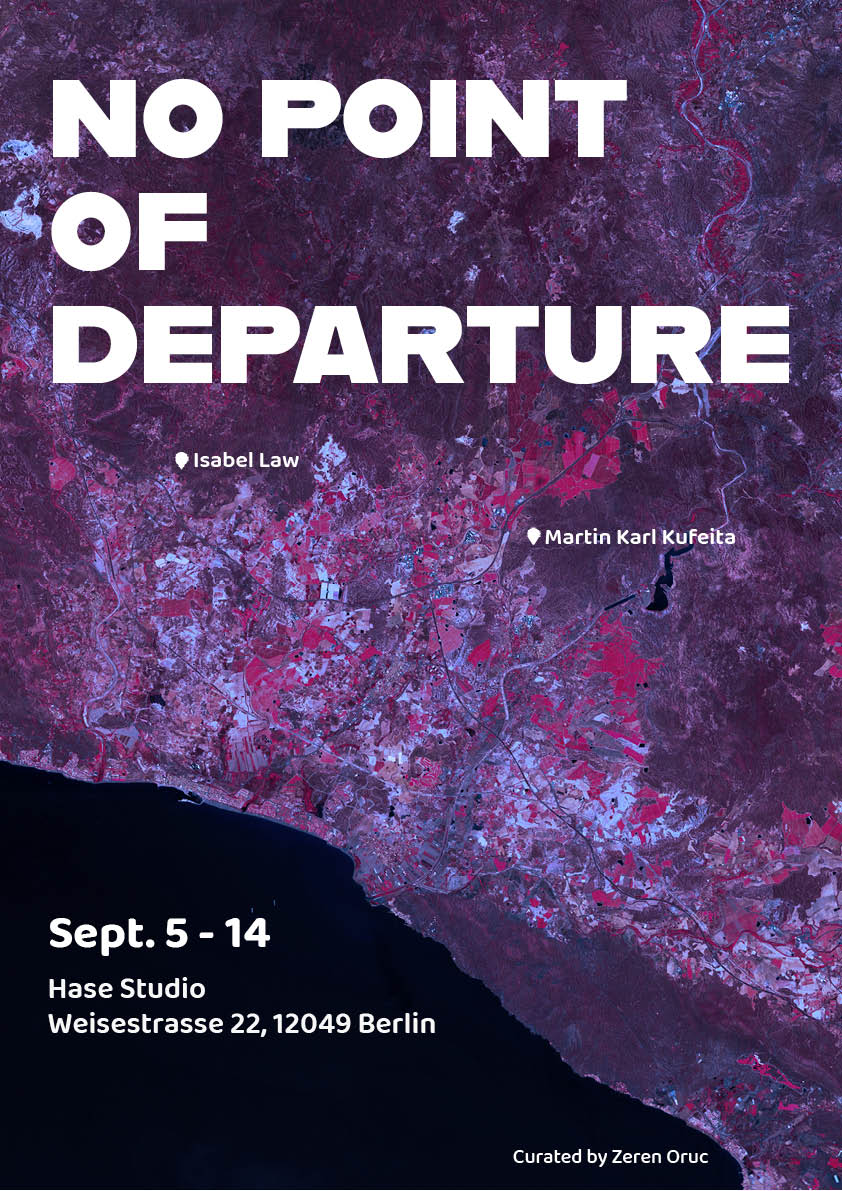 NO POINT
OF
DEPARTURE
Isabel Law
Martin Karl Kufeita
Sept. 5 - 14
Hase Studio
Weisestrasse 22, 12049 Berlin
Curated by Zeren Oruc